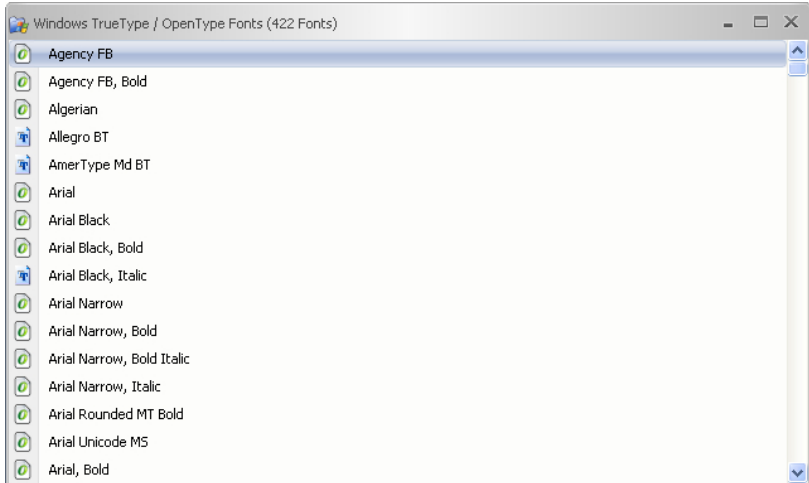 Windows TrueType / OpenType Fonts (422 Fonts)
Agency FB
Agency FB, Bold
Algerian
Allegro BT
AmerType Md BT
Arial
Arial Black
Arial Black, Bold
Arial Black, Italic
Arial Narrow
Arial Narrow, Bold
Arial Narrow, Bold Italic
Arial Narrow, Italic
Arial Rounded MT Bold
Arial Unicode MS
Arial, Bold